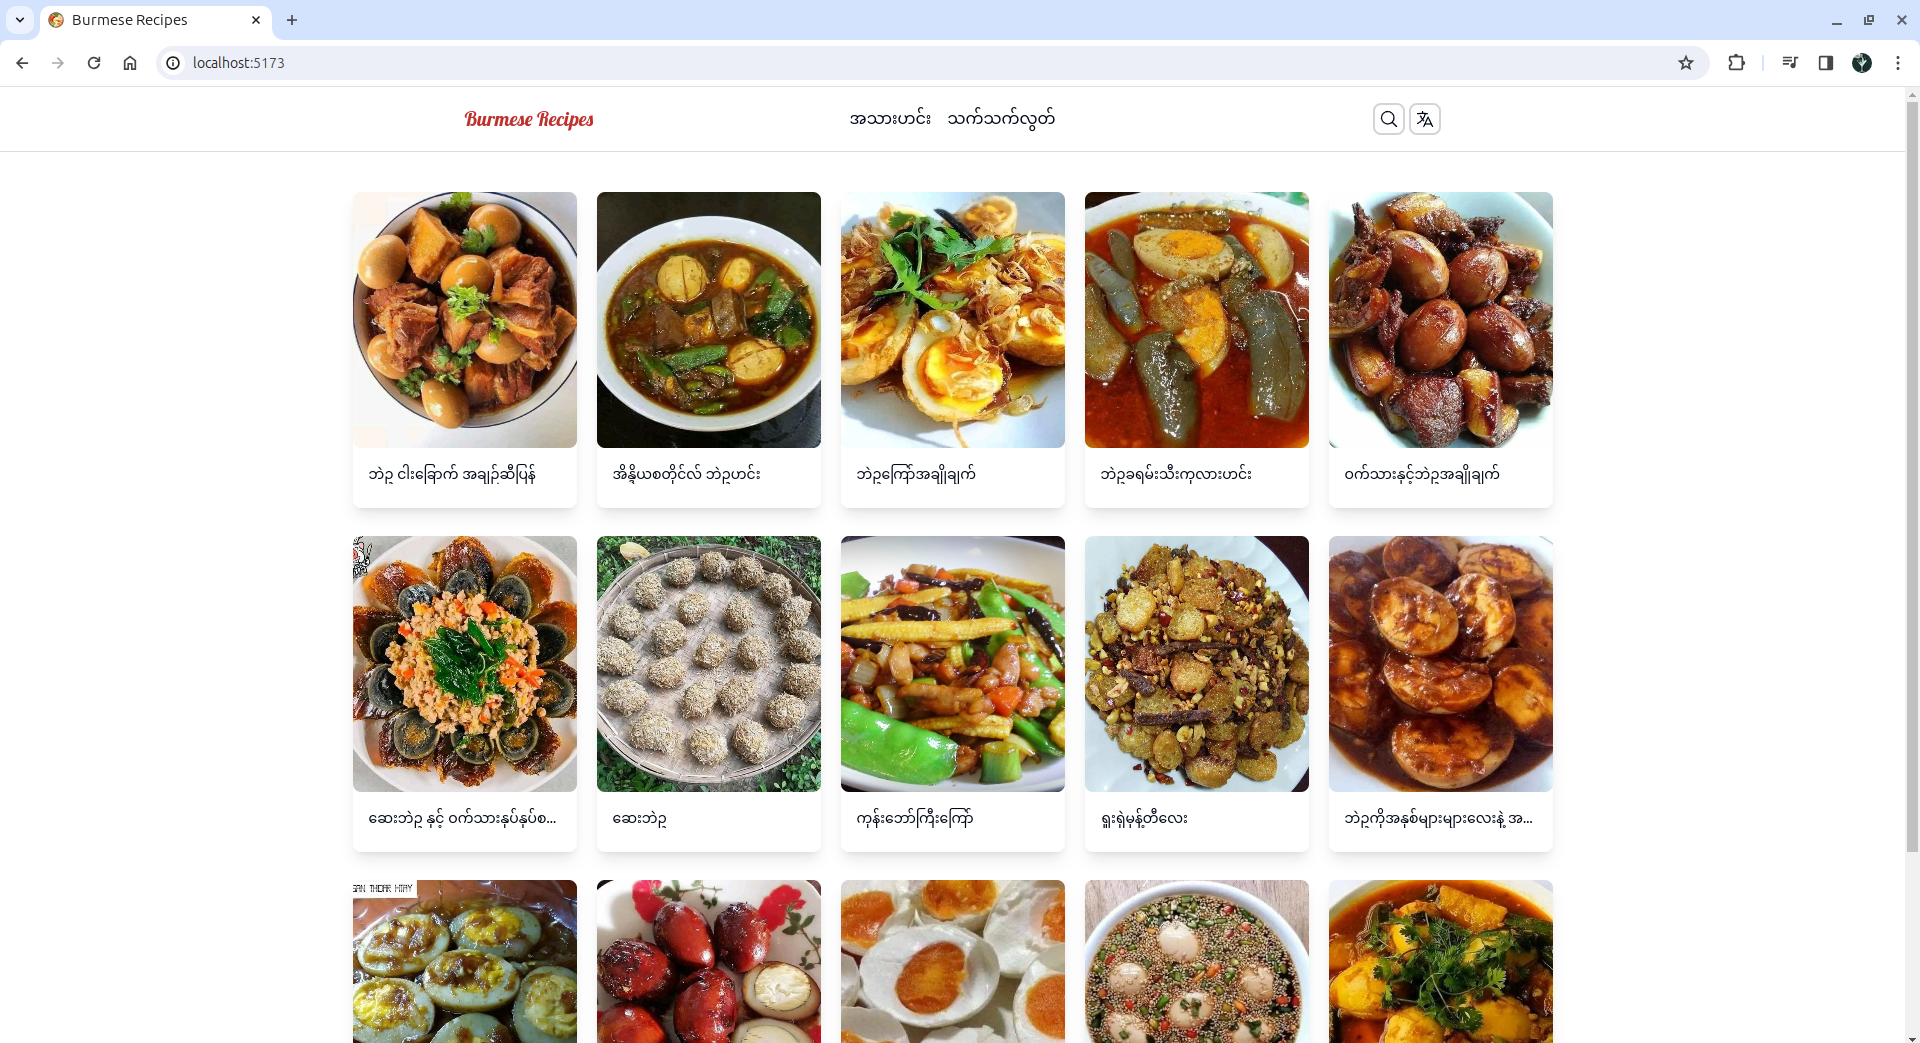 Burmese Recipes
localhost:5173
Burmese Recipes
အသားဟင်း သက်သက်လွတ်
ဘဲဥ ငါးခြောက် အချဉ်ဆီပြန်
အိန္ဒိယစတိုင်လ် ဘဲဥဟင်း
ဘဲဥကြော်အချိုချက်
ဘဲဥခရမ်းသီးကုလားဟင်း
ဝက်သားနှင့်ဘဲဥအချိုချက်
ဆေးဘဲဥ နှင့် ဝက်သားနုပ်နုပ်စ...
ဆေးဘဲဥ
ကုန်းဘော်ကြီးကြော်
ရှူးရှဲမုန့်တီလေး
ဘဲဥကိုအနှစ်များများလေးနဲ့ အ...
SAN THIDAR HTAY